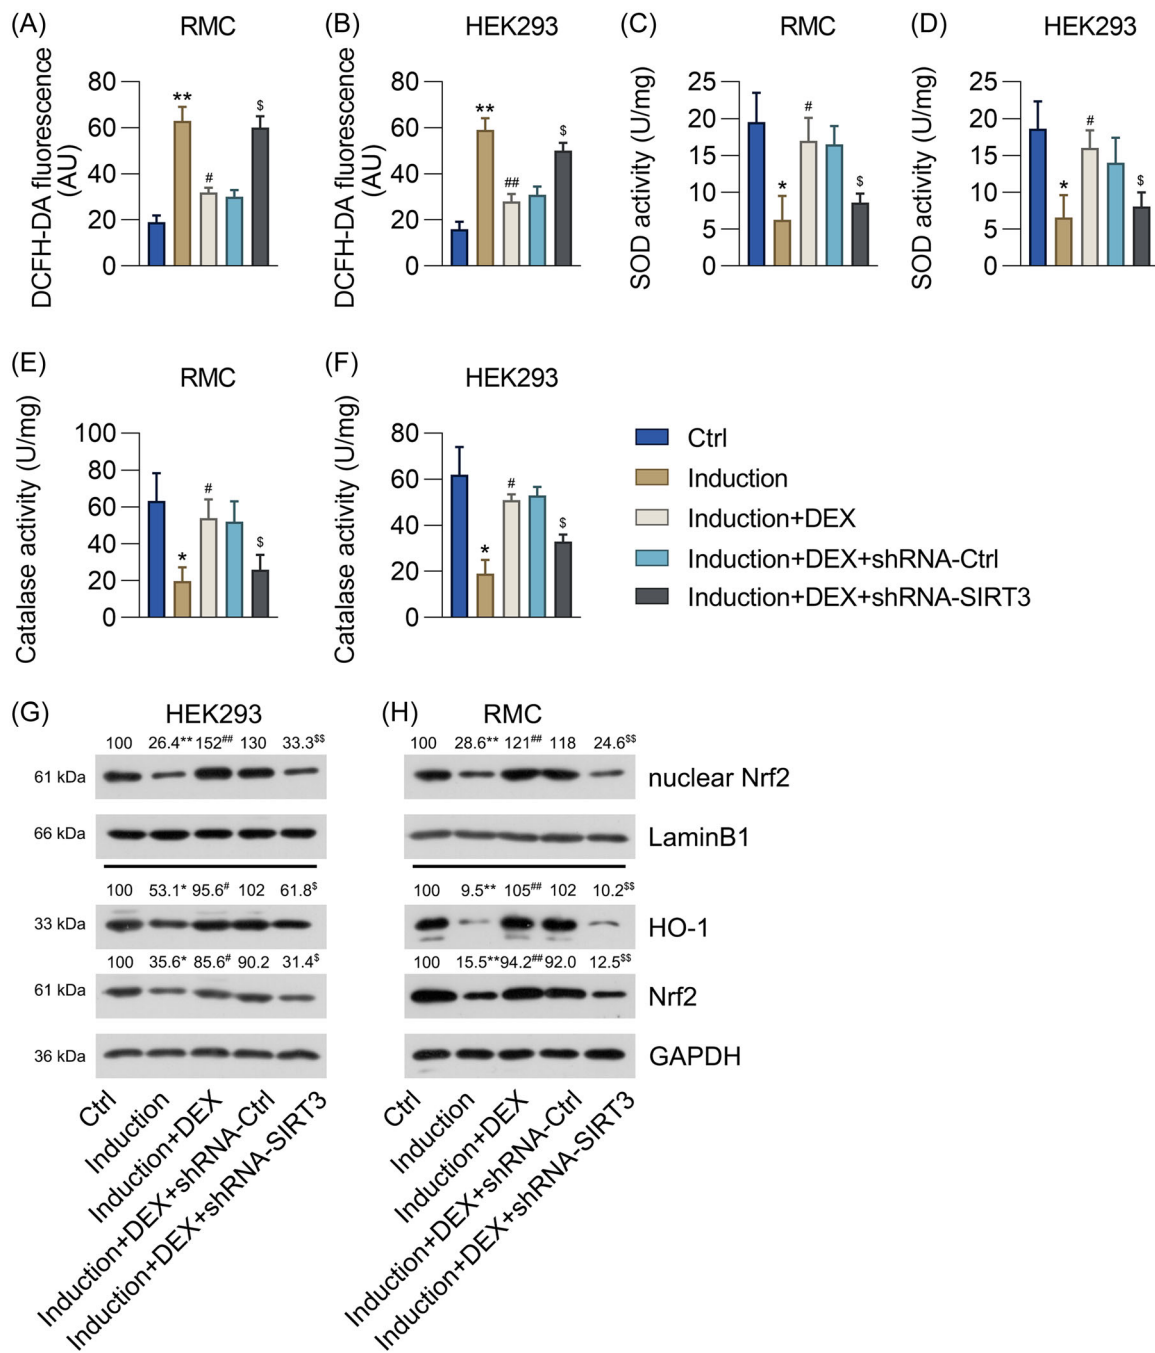 (A) RMC
DCFH-DA fluorescence
(AU)
80
60
40
20
0
**
#
$
(B) HEK293
DCFH-DA fluorescence
(AU)
80
60
40
20
0
**
##
$
(C) RMC
SOD activity (U/mg)
25
20
15
10
5
0
*
#
$
(D) HEK293
SOD activity (U/mg)
25
20
15
10
5
0
*
#
$
(E) RMC
Catalase activity (U/mg)
100
80
60
40
20
0
*
#
$
(F) HEK293
Catalase activity (U/mg)
80
60
40
20
0
*
#
$
Ctrl
Induction
Induction+DEX
Induction+DEX+shRNA-Ctrl
Induction+DEX+shRNA-SIRT3
(G) HEK293
100 26.4** 152## 130 33.3$$
61 kDa
66 kDa
100 53.1* 95.6# 102 61.8$
33 kDa
100 35.6* 85.6# 90.2 31.4$
61 kDa
36 kDa
Ctrl
Induction
Induction+DEX
Induction+DEX+shRNA-Ctrl
Induction+DEX+shRNA-SIRT3
(H) RMC
100 28.6** 121## 118 24.6$$
nuclear Nrf2
LaminB1
100 9.5** 105## 102 10.2$$
HO-1
100 15.5** 94.2## 92.0 12.5$$
Nrf2
GAPDH
Ctrl
Induction
Induction+DEX
Induction+DEX+shRNA-Ctrl
Induction+DEX+shRNA-SIRT3